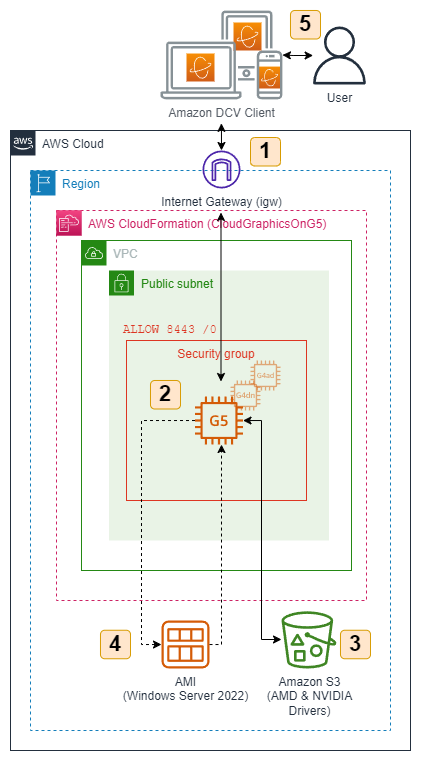 5
Amazon DCV Client
User
aws
AWS Cloud
1
Region
Internet Gateway (igw)
AWS CloudFormation (CloudGraphicsOnG5)
VPC
Public subnet
ALLOW 8443 /0
Security group
G4ad
G4dn
2
G5
4
3
AMI
(Windows Server 2022)
Amazon S3
(AMD & NVIDIA
Drivers)